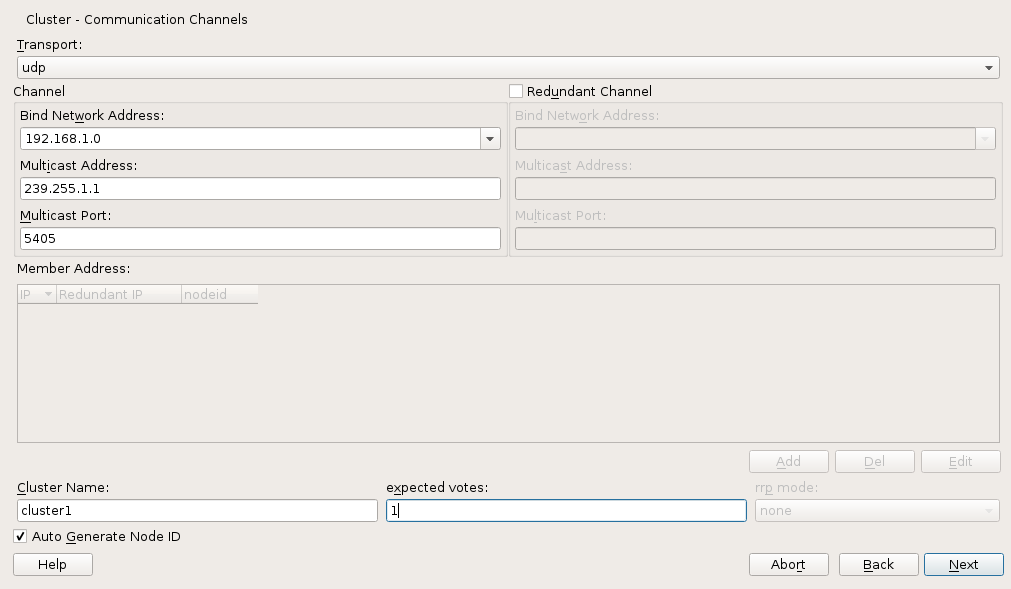 Cluster - Communication Channels
Transport:
udp
Channel
Redundant Channel
Bind Network Address:
Bind Network Address:
192.168.1.0
Multicast Address:
Multicast Address:
239.255.1.1
Multicast Port:
Multicast Port:
5405
Member Address:
IP Redundant IP nodeid
Add Del Edit
Cluster Name: expected votes: rrp mode:
cluster1 1 none
Auto Generate Node ID
Help Abort Back Next